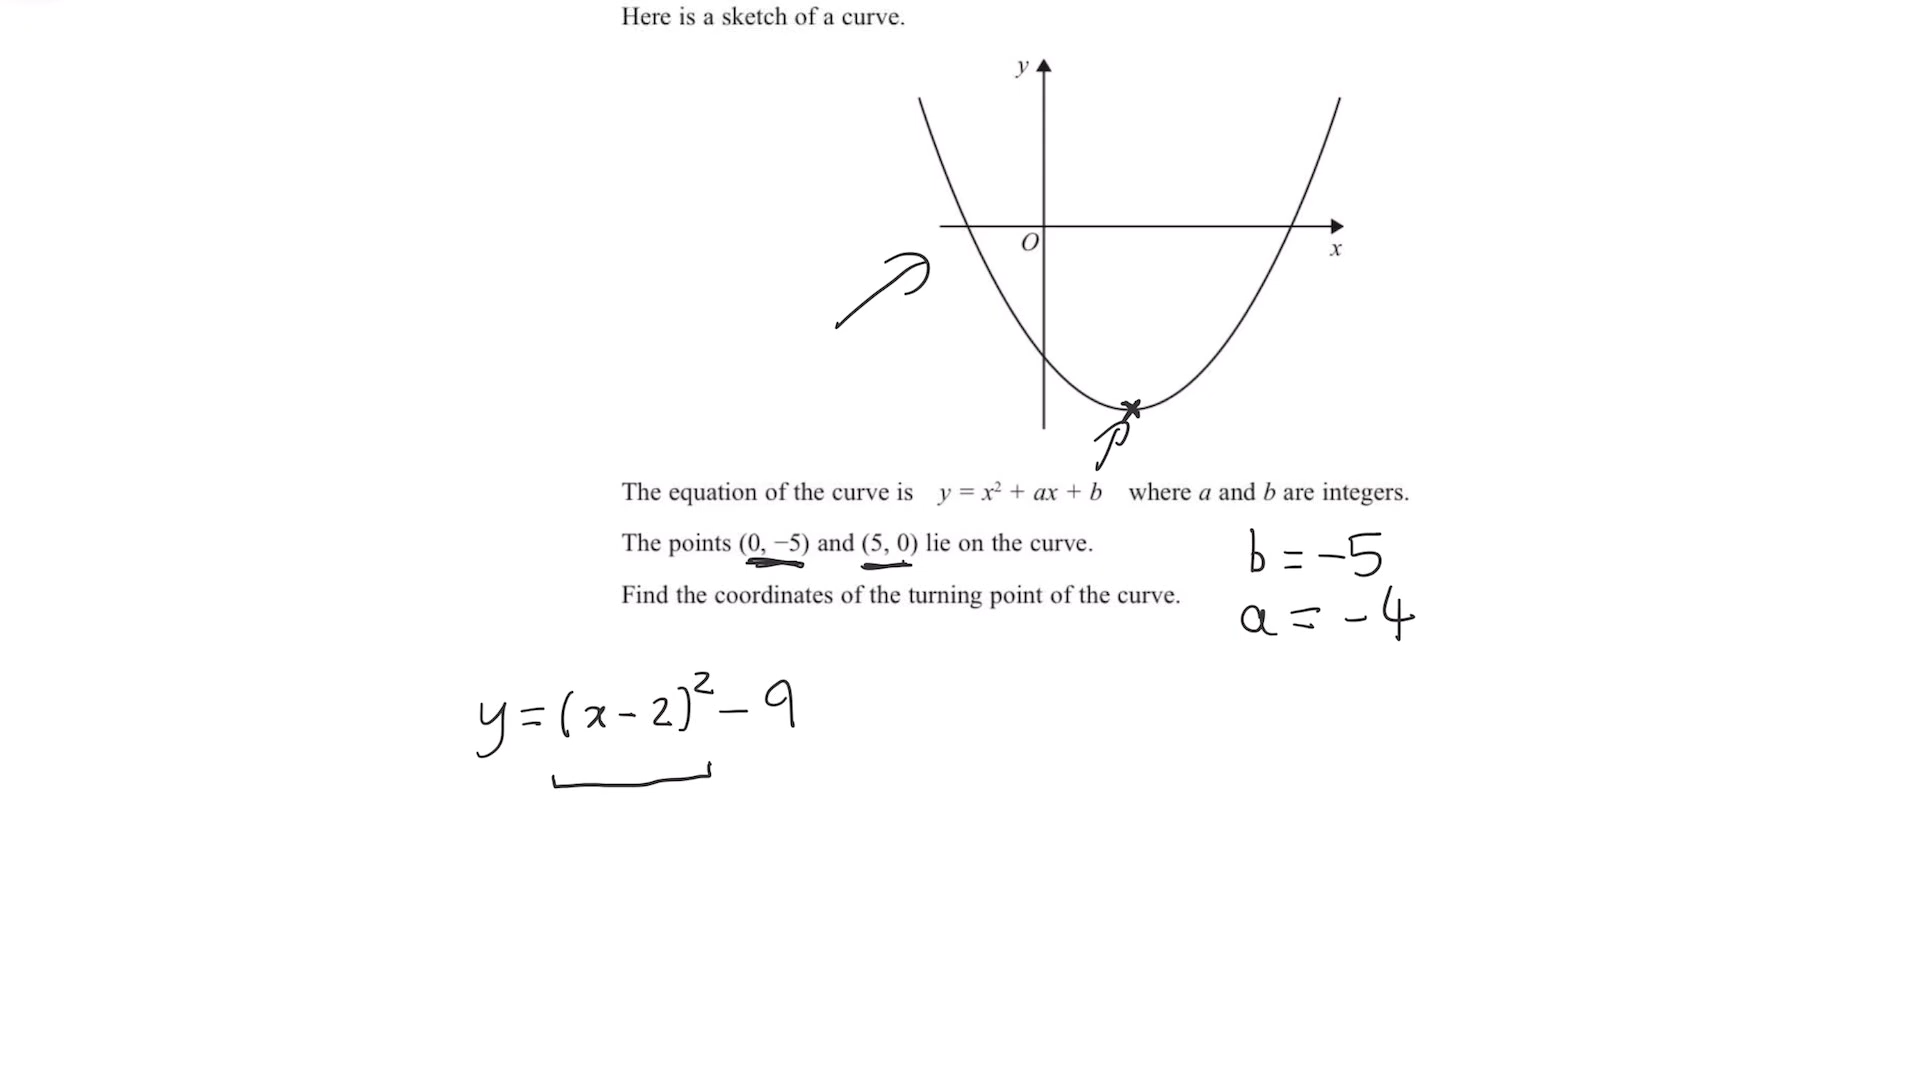 Here is a sketch of a curve.
y
O
x
The equation of the curve is y = x² + ax + b where a and b are integers.
The points (0, −5) and (5, 0) lie on the curve.
b = −5
Find the coordinates of the turning point of the curve.
a = −4
y = (x − 2)² − 9